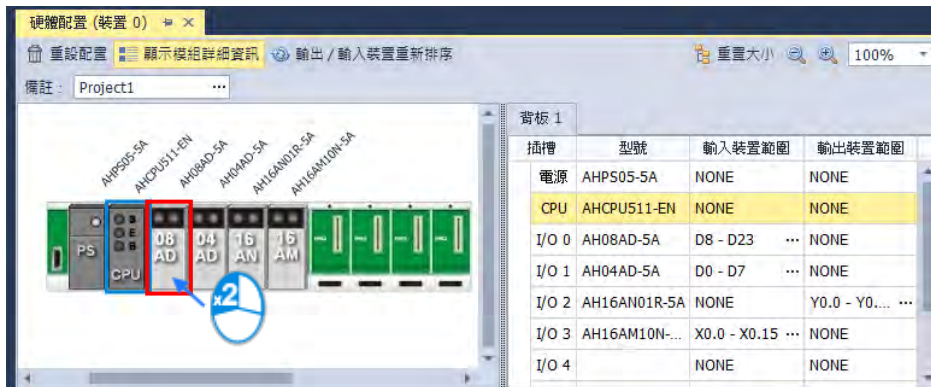 硬體配置 (裝置 0)
重設配置 顯示模組詳細資訊 輸出 / 輸入裝置重新排序 重置大小 100%
備註 : Project1 ...
AHPS05-5A
AHCPU511-EN
AH08AD-5A
AH04AD-5A
AH16AN01R-5A
AH16AM10N-5A
PS
CPU
08 AD
04 AD
16 AN
16 AM
x2
背板 1
插槽 型號 輸入裝置範圍 輸出裝置範圍
電源 AHPS05-5A NONE NONE
CPU AHCPU511-EN NONE NONE
I/O 0 AH08AD-5A D8 - D23 ... NONE
I/O 1 AH04AD-5A D0 - D7 ... NONE
I/O 2 AH16AN01R-5A NONE Y0.0 - Y0.... ...
I/O 3 AH16AM10N-... X0.0 - X0.15 ... NONE
I/O 4 NONE NONE